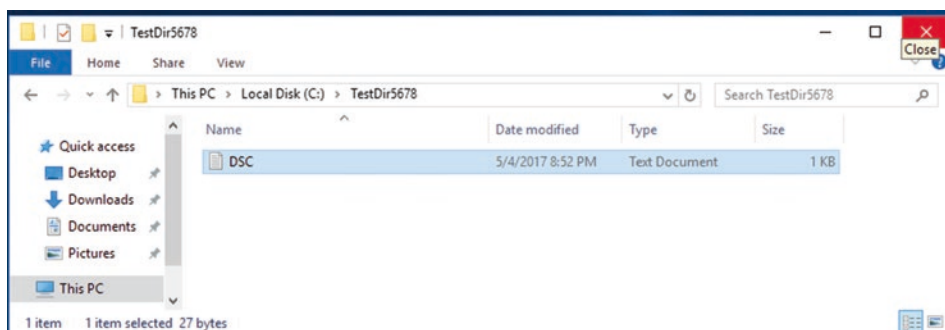 TestDir5678
Close
File Home Share View
This PC > Local Disk (C:) > TestDir5678
Search TestDir5678
Name Date modified Type Size
Quick access
DSC 5/4/2017 8:52 PM Text Document 1 KB
Desktop
Downloads
Documents
Pictures
This PC
1 item 1 item selected 27 bytes